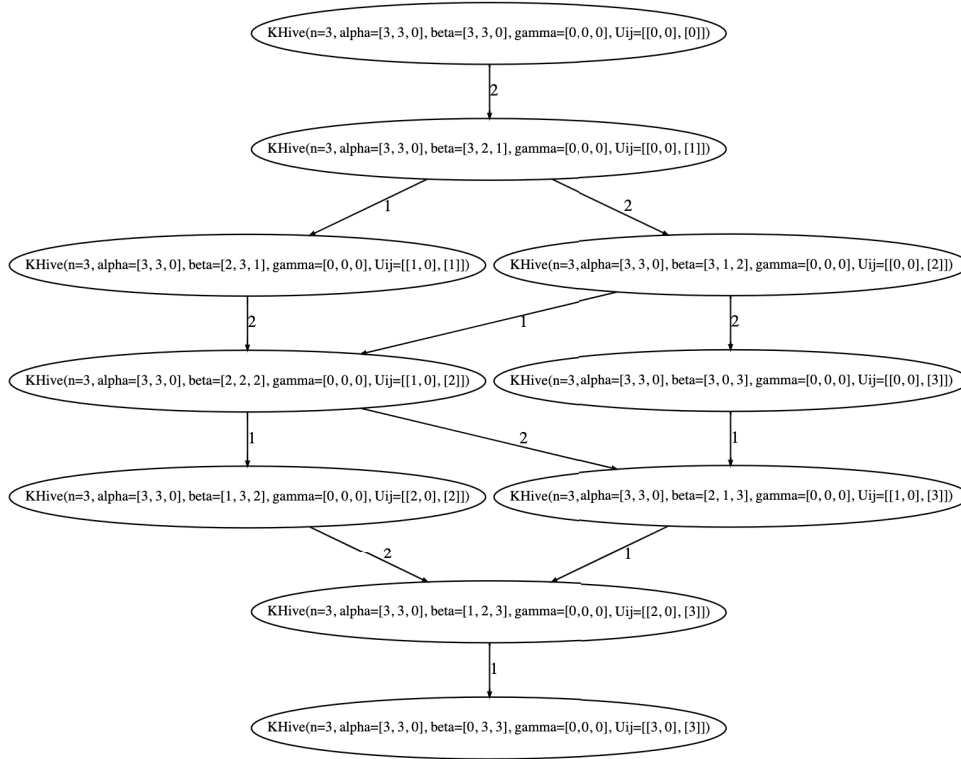 KHive(n=3, alpha=[3, 3, 0], beta=[3, 3, 0], gamma=[0, 0, 0], Uij=[[0, 0], [0]])
2
KHive(n=3, alpha=[3, 3, 0], beta=[3, 2, 1], gamma=[0, 0, 0], Uij=[[0, 0], [1]])
1
2
KHive(n=3, alpha=[3, 3, 0], beta=[2, 3, 1], gamma=[0, 0, 0], Uij=[[1, 0], [1]])
KHive(n=3, alpha=[3, 3, 0], beta=[3, 1, 2], gamma=[0, 0, 0], Uij=[[0, 0], [2]])
2
1
2
KHive(n=3, alpha=[3, 3, 0], beta=[2, 2, 2], gamma=[0, 0, 0], Uij=[[1, 0], [2]])
KHive(n=3, alpha=[3, 3, 0], beta=[3, 0, 3], gamma=[0, 0, 0], Uij=[[0, 0], [3]])
1
2
1
KHive(n=3, alpha=[3, 3, 0], beta=[1, 3, 2], gamma=[0, 0, 0], Uij=[[2, 0], [2]])
KHive(n=3, alpha=[3, 3, 0], beta=[2, 1, 3], gamma=[0, 0, 0], Uij=[[1, 0], [3]])
2
1
KHive(n=3, alpha=[3, 3, 0], beta=[1, 2, 3], gamma=[0, 0, 0], Uij=[[2, 0], [3]])
1
KHive(n=3, alpha=[3, 3, 0], beta=[0, 3, 3], gamma=[0, 0, 0], Uij=[[3, 0], [3]])